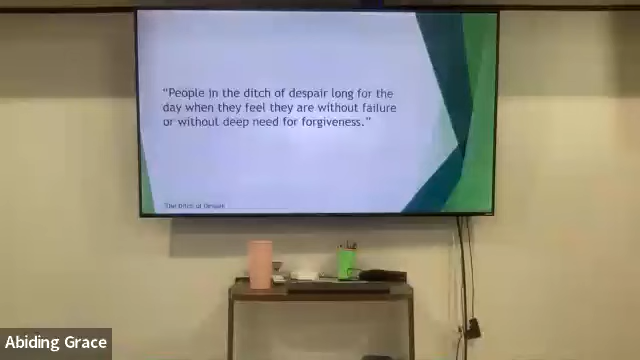 “People in the ditch of despair long for the
day when they feel they are without failure
or without deep need for forgiveness.”
The Ditch of Despair
Abiding Grace